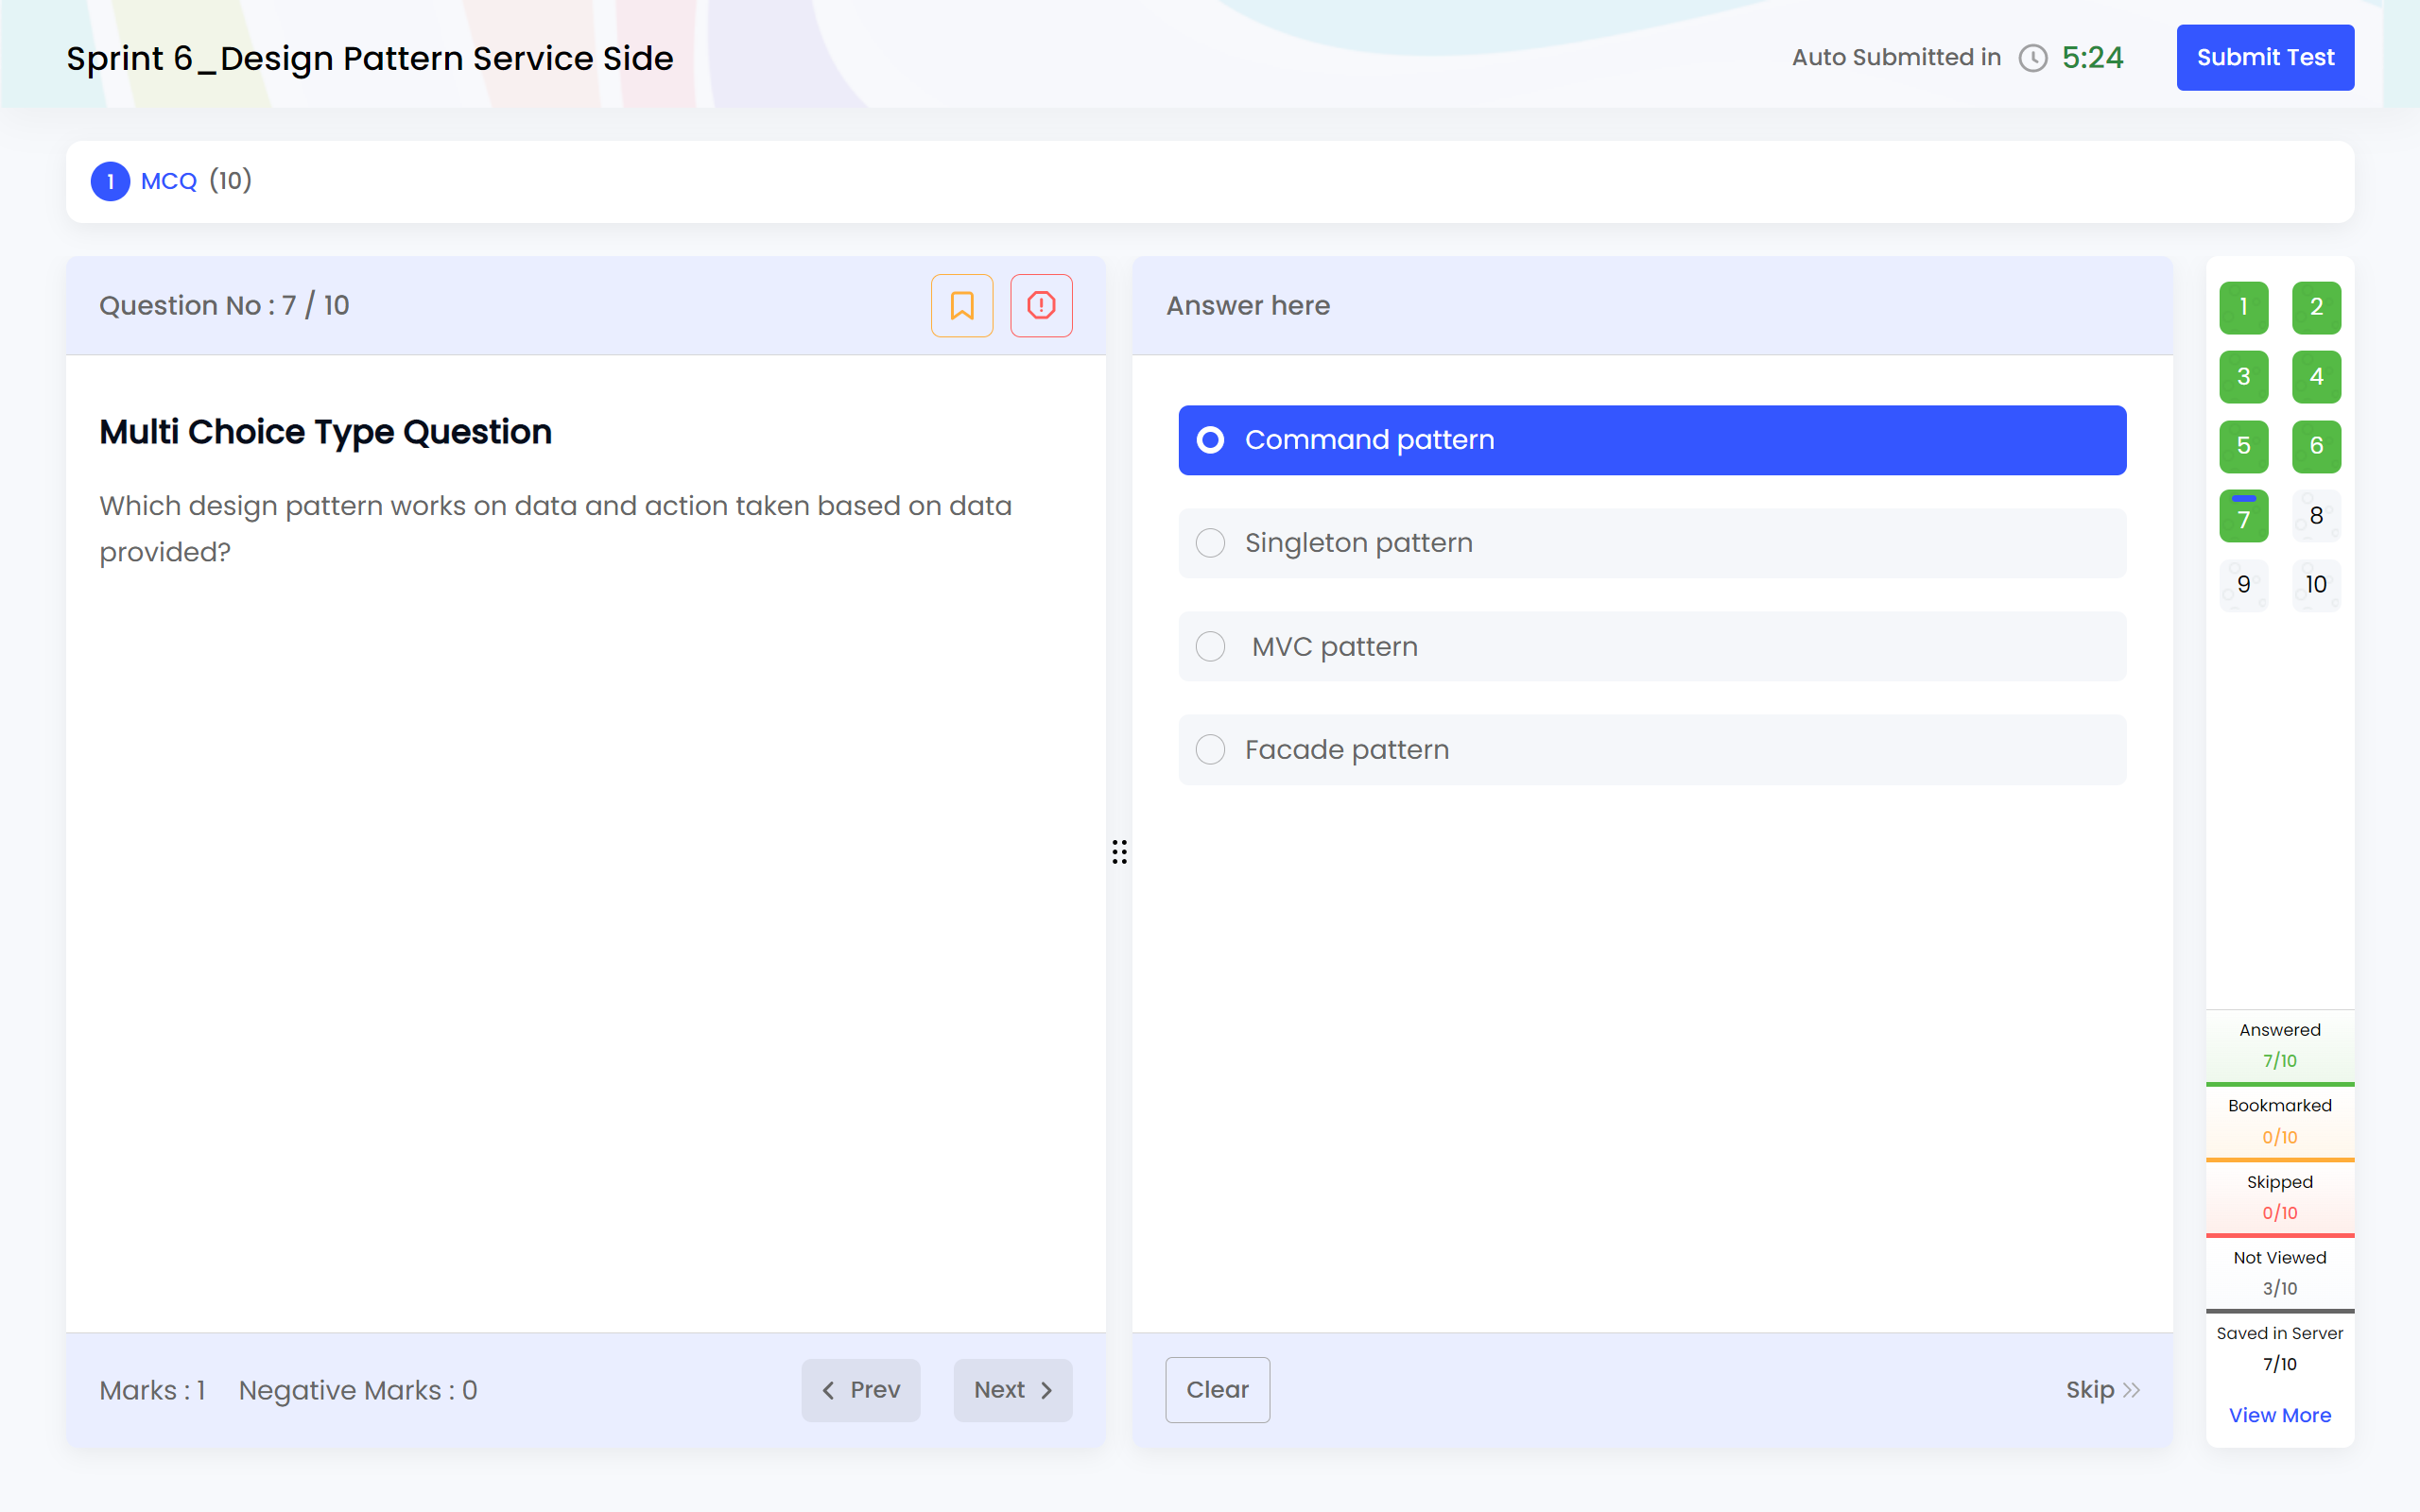 Sprint 6_Design Pattern Service Side
Auto Submitted in 5:24
Submit Test
1 MCQ (10)
Question No : 7 / 10
Multi Choice Type Question
Which design pattern works on data and action taken based on data
provided?
Marks : 1 Negative Marks : 0
Prev
Next
Answer here
Command pattern
Singleton pattern
MVC pattern
Facade pattern
Clear
Skip
1 2
3 4
5 6
7 8
9 10
Answered
7/10
Bookmarked
0/10
Skipped
0/10
Not Viewed
3/10
Saved in Server
7/10
View More